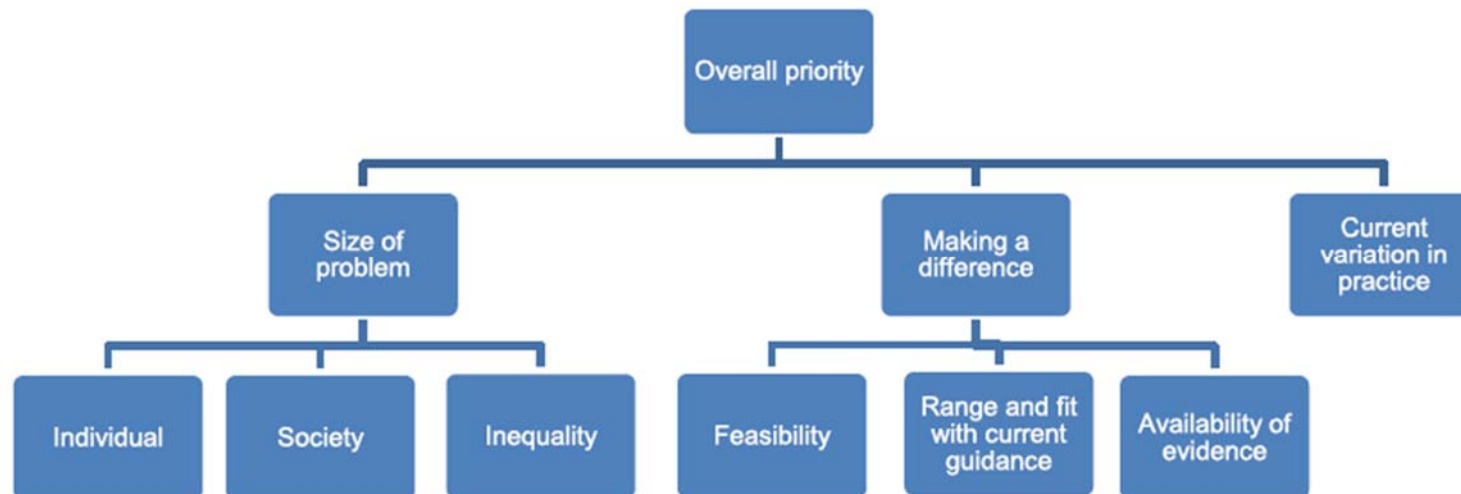 Overall priority
Size of
problem
Making a
difference
Current
variation in
practice
Individual
Society
Inequality
Feasibility
Range and fit
with current
guidance
Availability of
evidence